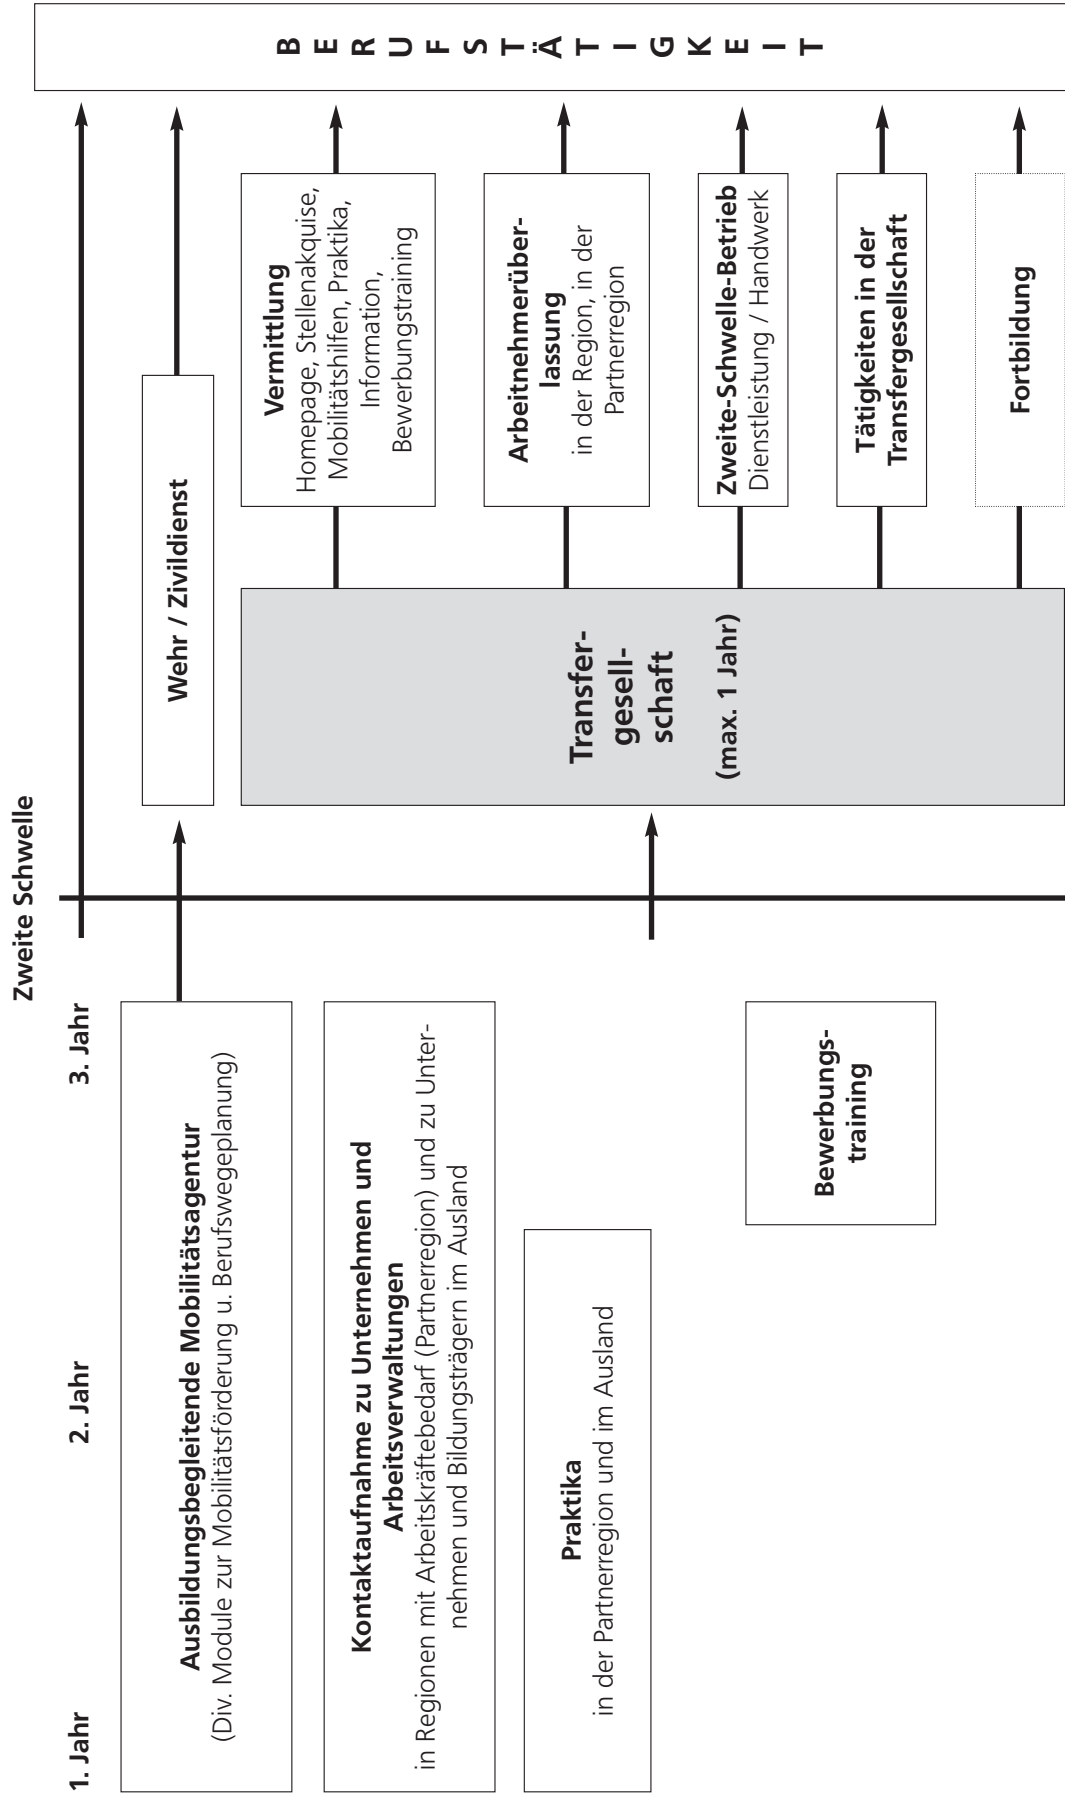 Zweite Schwelle
1. Jahr
2. Jahr
3. Jahr
Ausbildungsbegleitende Mobilitätsagentur
(Div. Module zur Mobilitätsförderung u. Berufswegeplanung)
Kontaktaufnahme zu Unternehmen und
Arbeitsverwaltungen
in Regionen mit Arbeitskräftebedarf (Partnerregion) und zu Unter-
nehmen und Bildungsträgern im Ausland
Praktika
in der Partnerregion und im Ausland
Bewerbungs-
training
Wehr / Zivildienst
Transfer-
gesell-
schaft
(max. 1 Jahr)
Vermittlung
Homepage, Stellenakquise,
Mobilitätshilfen, Praktika,
Information,
Bewerbungstraining
Arbeitnehmerüber-
lassung
in der Region, in der
Partnerregion
Zweite-Schwelle-Betrieb
Dienstleistung / Handwerk
Tätigkeiten in der
Transfergesellschaft
Fortbildung
B
E
R
U
F
S
T
Ä
T
I
G
K
E
I
T